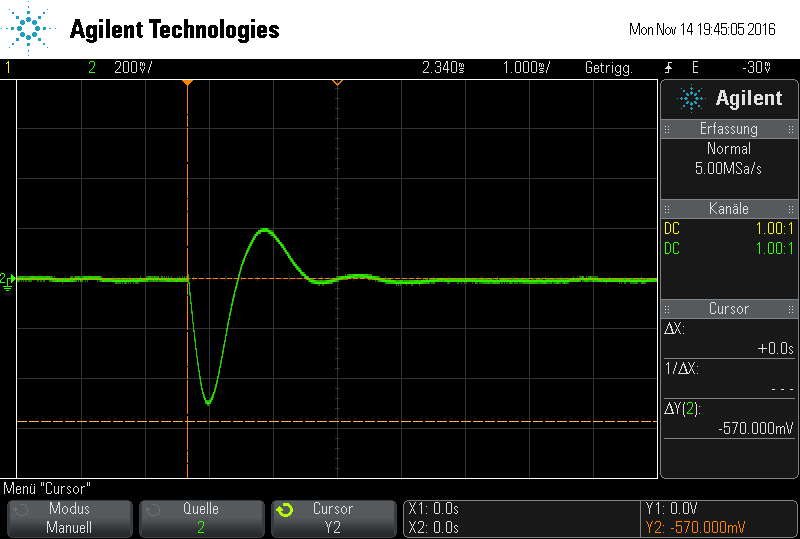 Agilent Technologies
Mon Nov 14 19:45:05 2016
1 2 200V/ 2.340s 1.000s/ Getrigg. E -30V
Agilent
Erfassung
Normal
5.00MSa/s
Kanäle
DC 1.00:1
DC 1.00:1
Cursor
ΔX:
+0.0s
1/ΔX:
- - -
ΔY(2):
-570.000mV
2
Menü "Cursor"
Modus
Manuell
Quelle
2
Cursor
Y2
X1: 0.0s
X2: 0.0s
Y1: 0.0V
Y2: -570.000mV